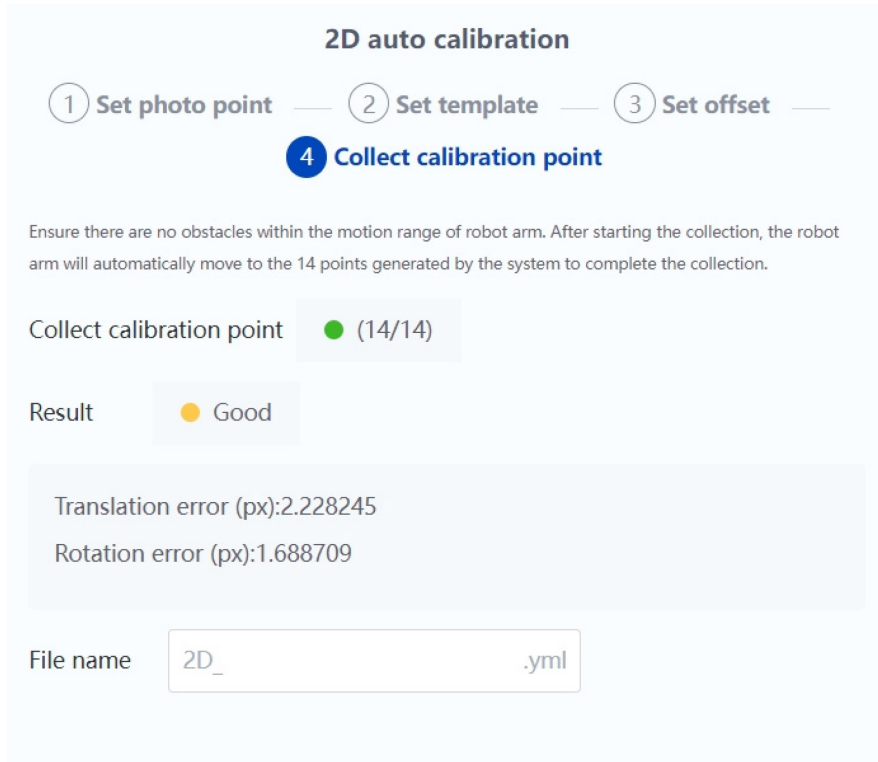 2D auto calibration
1 Set photo point 2 Set template 3 Set offset
4 Collect calibration point
Ensure there are no obstacles within the motion range of robot arm. After starting the collection, the robot
arm will automatically move to the 14 points generated by the system to complete the collection.
Collect calibration point (14/14)
Result Good
Translation error (px):2.228245
Rotation error (px):1.688709
File name 2D_ .yml